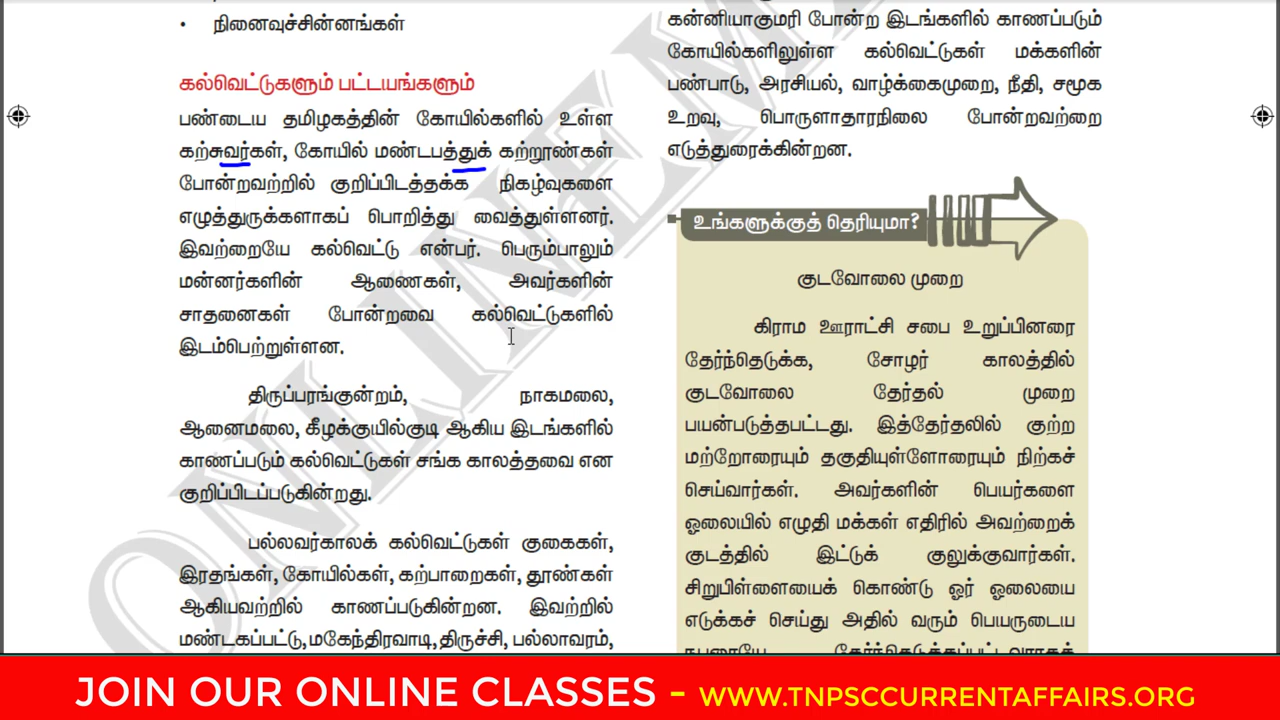 • நினைவுச்சின்னங்கள்
கல்வெட்டுகளும் பட்டயங்களும்
பண்டைய தமிழகத்தின் கோயில்களில் உள்ள
கற்சுவர்கள், கோயில் மண்டபத்துக் கற்றூண்கள்
போன்றவற்றில் குறிப்பிடத்தக்க நிகழ்வுகளை
எழுத்துருக்களாகப் பொறித்து வைத்துள்ளனர்.
இவற்றையே கல்வெட்டு என்பர். பெரும்பாலும்
மன்னர்களின் ஆணைகள், அவர்களின்
சாதனைகள் போன்றவை கல்வெட்டுகளில்
இடம்பெற்றுள்ளன.
திருப்பரங்குன்றம், நாகமலை,
ஆனைமலை, கீழக்குயில்குடி ஆகிய இடங்களில்
காணப்படும் கல்வெட்டுகள் சங்க காலத்தவை என
குறிப்பிடப்படுகின்றது.
பல்லவர்காலக் கல்வெட்டுகள் குகைகள்,
இரதங்கள், கோயில்கள், கற்பாறைகள், தூண்கள்
ஆகியவற்றில் காணப்படுகின்றன. இவற்றில்
மண்டகப்பட்டு, மகேந்திரவாடி, திருச்சி, பல்லாவரம்,
கன்னியாகுமரி போன்ற இடங்களில் காணப்படும்
கோயில்களிலுள்ள கல்வெட்டுகள் மக்களின்
பண்பாடு, அரசியல், வாழ்க்கைமுறை, நீதி, சமூக
உறவு, பொருளாதாரநிலை போன்றவற்றை
எடுத்துரைக்கின்றன.
உங்களுக்குத் தெரியுமா?
குடவோலை முறை
கிராம ஊராட்சி சபை உறுப்பினரை
தேர்ந்தெடுக்க, சோழர் காலத்தில்
குடவோலை தேர்தல் முறை
பயன்படுத்தபட்டது. இத்தேர்தலில் குற்ற
மற்றோரையும் தகுதியுள்ளோரையும் நிற்கச்
செய்வார்கள். அவர்களின் பெயர்களை
ஓலையில் எழுதி மக்கள் எதிரில் அவற்றைக்
குடத்தில் இட்டுக் குலுக்குவார்கள்.
சிறுபிள்ளையைக் கொண்டு ஓர் ஓலையை
எடுக்கச் செய்து அதில் வரும் பெயருடைய
JOIN OUR ONLINE CLASSES - WWW.TNPSCCURRENTAFFAIRS.ORG